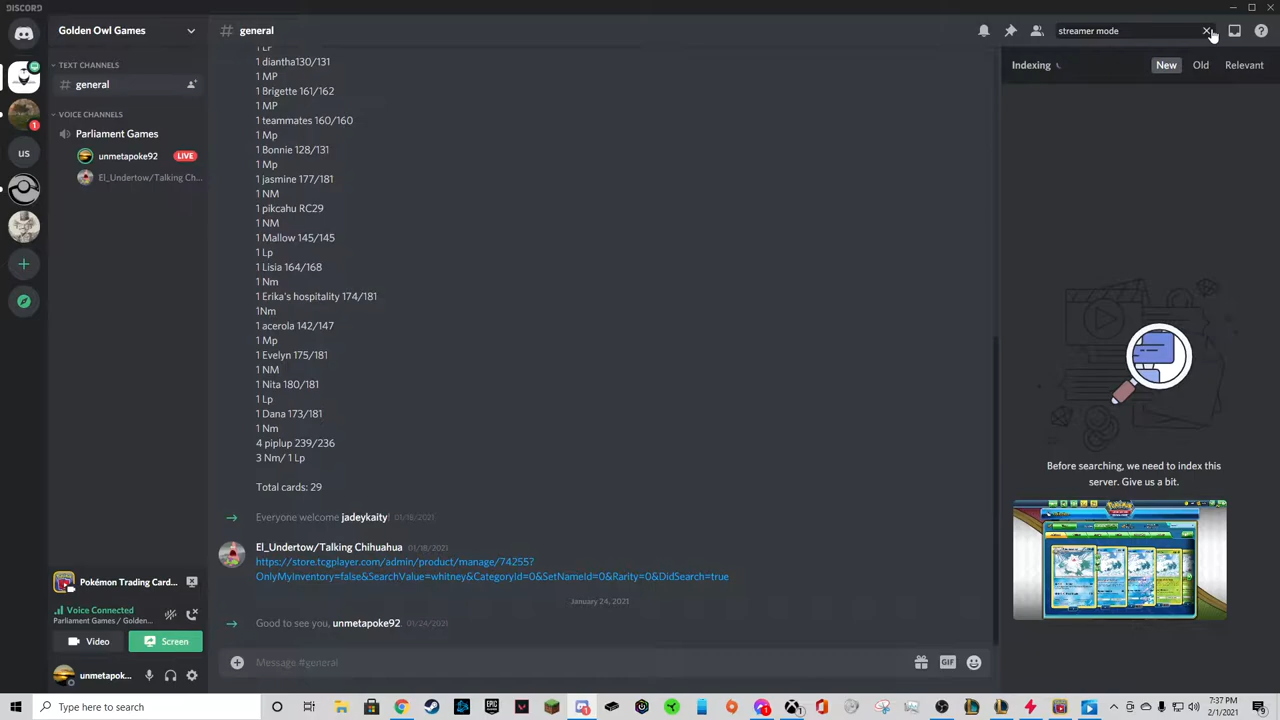 DISCORD
Golden Owl Games
general
streamer mode
TEXT CHANNELS
general
VOICE CHANNELS
Parliament Games
unmetapoke92
LIVE
El_Undertow/Talking Ch...
1
US
LP
1 diantha130/131
1 MP
1 Brigette 161/162
1 MP
1 teammates 160/160
1 Mp
1 Bonnie 128/131
1 Mp
1 jasmine 177/181
1 NM
1 pikcahu RC29
1 NM
1 Mallow 145/145
1 Lp
1 Lisia 164/168
1 Nm
1 Erika's hospitality 174/181
1Nm
1 acerola 142/147
1 Mp
1 Evelyn 175/181
1 NM
1 Nita 180/181
1 Lp
1 Dana 173/181
1 Nm
4 piplup 239/236
3 Nm/ 1 Lp
Total cards: 29
Everyone welcome jadeykaity! 01/18/2021
El_Undertow/Talking Chihuahua 01/18/2021
https://store.tcgplayer.com/admin/product/manage/74255?
OnlyMyInventory=false&SearchValue=whitney&CategoryId=0&SetNameId=0&Rarity=0&DidSearch=true
January 24, 2021
Good to see you, unmetapoke92. 01/24/2021
Message #general
GIF
Indexing
New
Old
Relevant
Before searching, we need to index this
server. Give us a bit.
Pokémon Trading Card...
Voice Connected
Parliament Games / Golden...
Video
Screen
unmetapok...
Type here to search
7:37 PM
2/1/2021